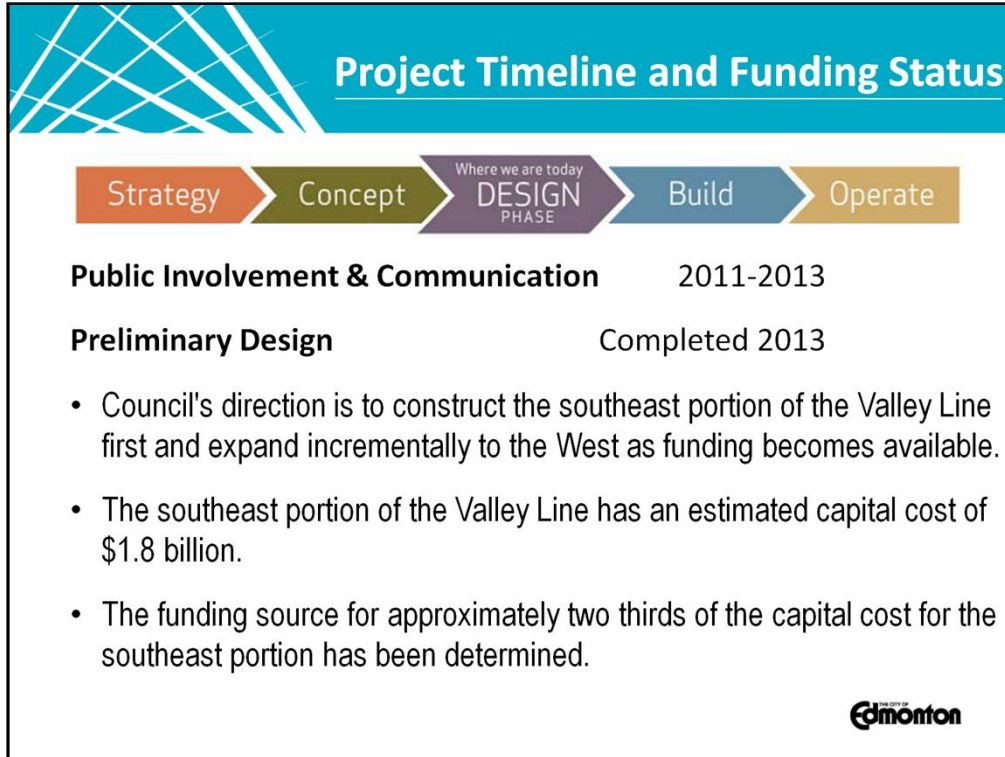 Project Timeline and Funding Status
Strategy
Concept
Where we are today
DESIGN
PHASE
Build
Operate
Public Involvement & Communication 2011-2013
Preliminary Design Completed 2013
• Council's direction is to construct the southeast portion of the Valley Line
first and expand incrementally to the West as funding becomes available.
• The southeast portion of the Valley Line has an estimated capital cost of
$1.8 billion.
• The funding source for approximately two thirds of the capital cost for the
southeast portion has been determined.
THE CITY OF
Edmonton